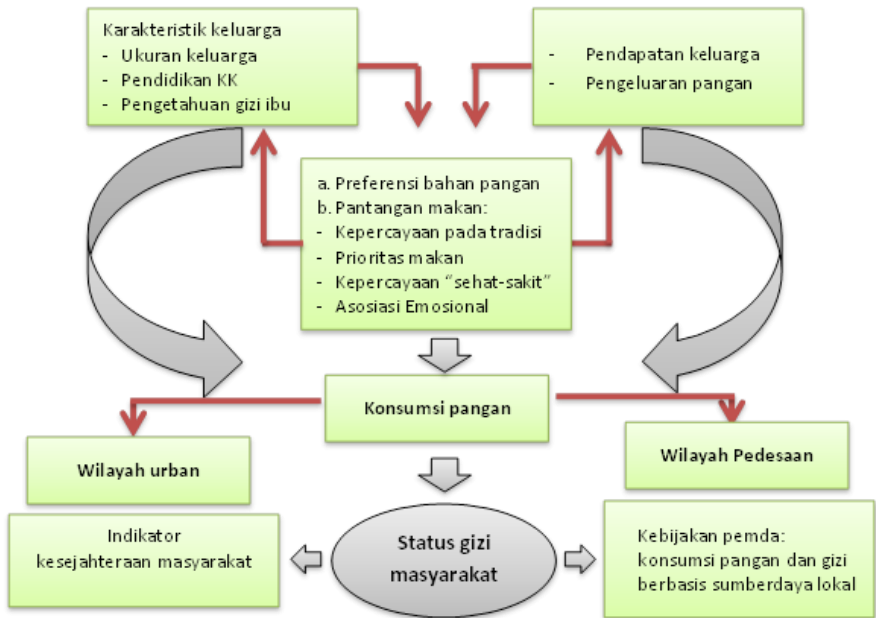 Karakteristik keluarga
- Ukuran keluarga
- Pendidikan KK
- Pengetahuan gizi ibu
- Pendapatan keluarga
- Pengeluaran pangan
a. Preferensi bahan pangan
b. Pantangan makan:
- Kepercayaan pada tradisi
- Prioritas makan
- Kepercayaan “sehat-sakit”
- Asosiasi Emosional
Konsumsi pangan
Wilayah urban
Wilayah Pedesaan
Indikator
kesejahteraan masyarakat
Status gizi
masyarakat
Kebijakan pemda:
konsumsi pangan dan gizi
berbasis sumberdaya lokal